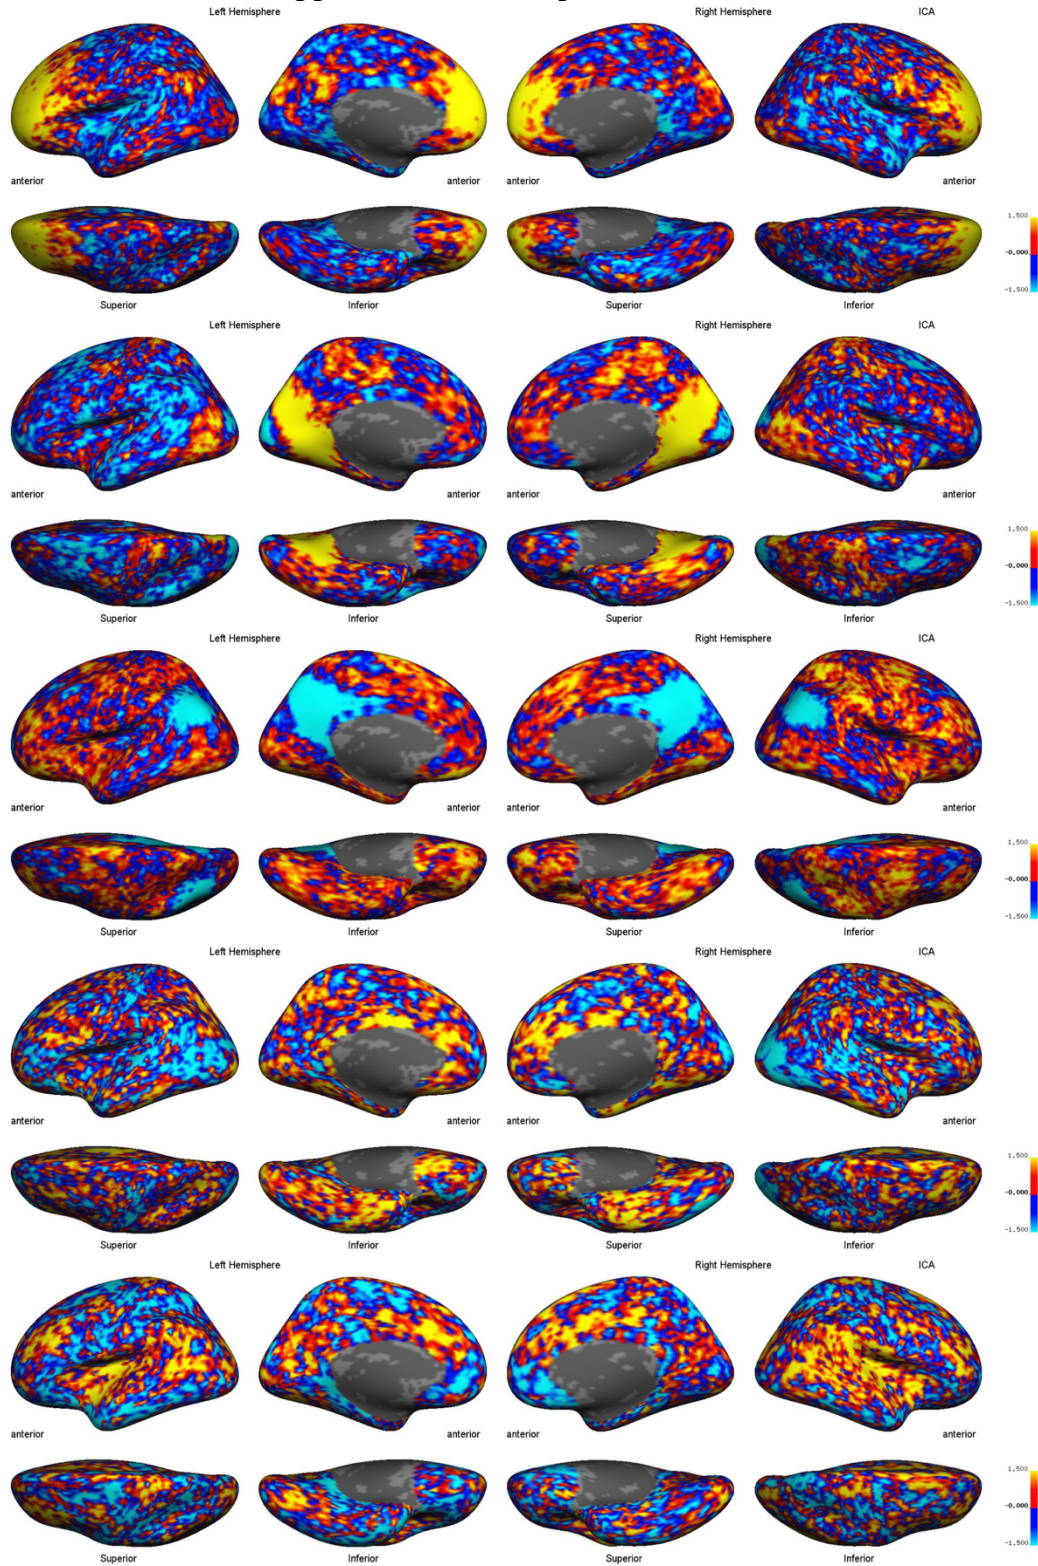 Left Hemisphere Right Hemisphere ICA
anterior anterior anterior anterior
1.500
-0.000
-1.500
Superior Inferior Superior Inferior
Left Hemisphere Right Hemisphere ICA
anterior anterior anterior anterior
1.500
-0.000
-1.500
Superior Inferior Superior Inferior
Left Hemisphere Right Hemisphere ICA
anterior anterior anterior anterior
1.500
-0.000
-1.500
Superior Inferior Superior Inferior
Left Hemisphere Right Hemisphere ICA
anterior anterior anterior anterior
1.500
-0.000
-1.500
Superior Inferior Superior Inferior
Left Hemisphere Right Hemisphere ICA
anterior anterior anterior anterior
1.500
-0.000
-1.500
Superior Inferior Superior Inferior